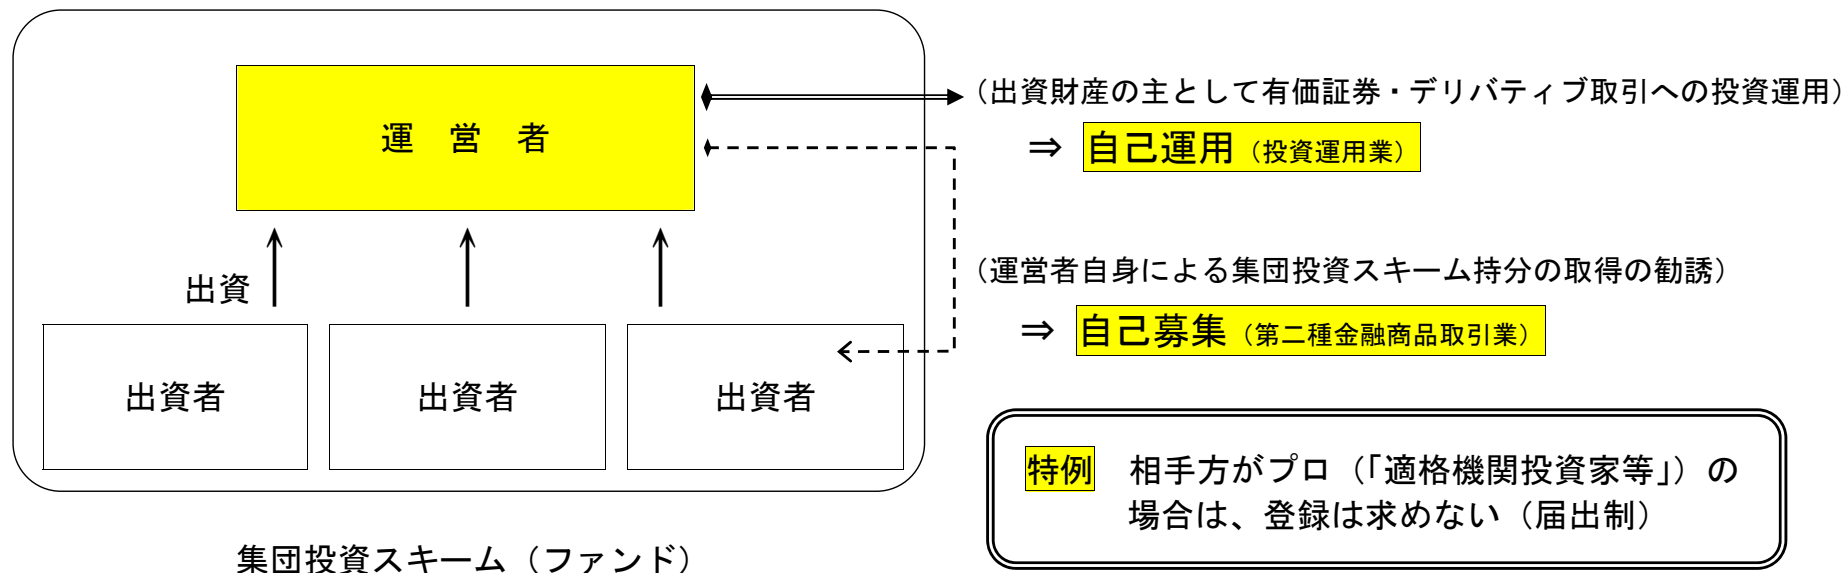 運　営　者
出資
出資者
出資者
出資者
集団投資スキーム（ファンド）
（出資財産の主として有価証券・デリバティブ取引への投資運用）
⇒ 自己運用（投資運用業）
（運営者自身による集団投資スキーム持分の取得の勧誘）
⇒ 自己募集（第二種金融商品取引業）
特例　相手方がプロ（「適格機関投資家等」）の
場合は、登録は求めない（届出制）